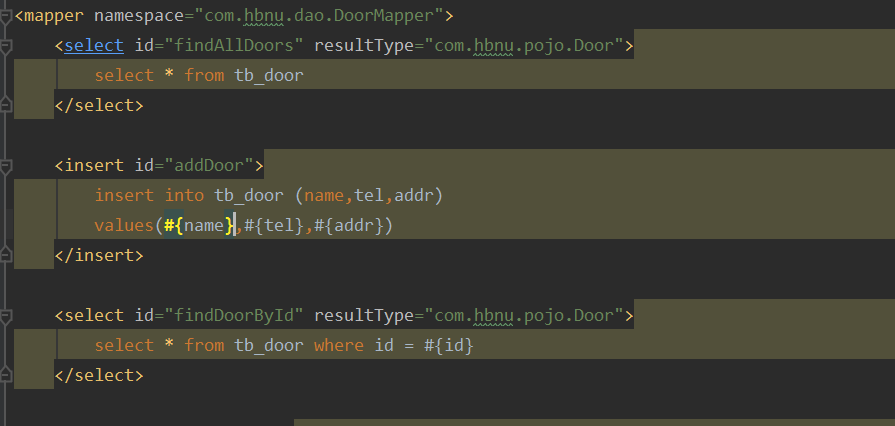 <mapper namespace="com.hbnu.dao.DoorMapper">
    <select id="findAllDoors" resultType="com.hbnu.pojo.Door">
        select * from tb_door
    </select>
    <insert id="addDoor">
        insert into tb_door (name,tel,addr)
        values(#{name},#{tel},#{addr})
    </insert>
    <select id="findDoorById" resultType="com.hbnu.pojo.Door">
        select * from tb_door where id = #{id}
    </select>